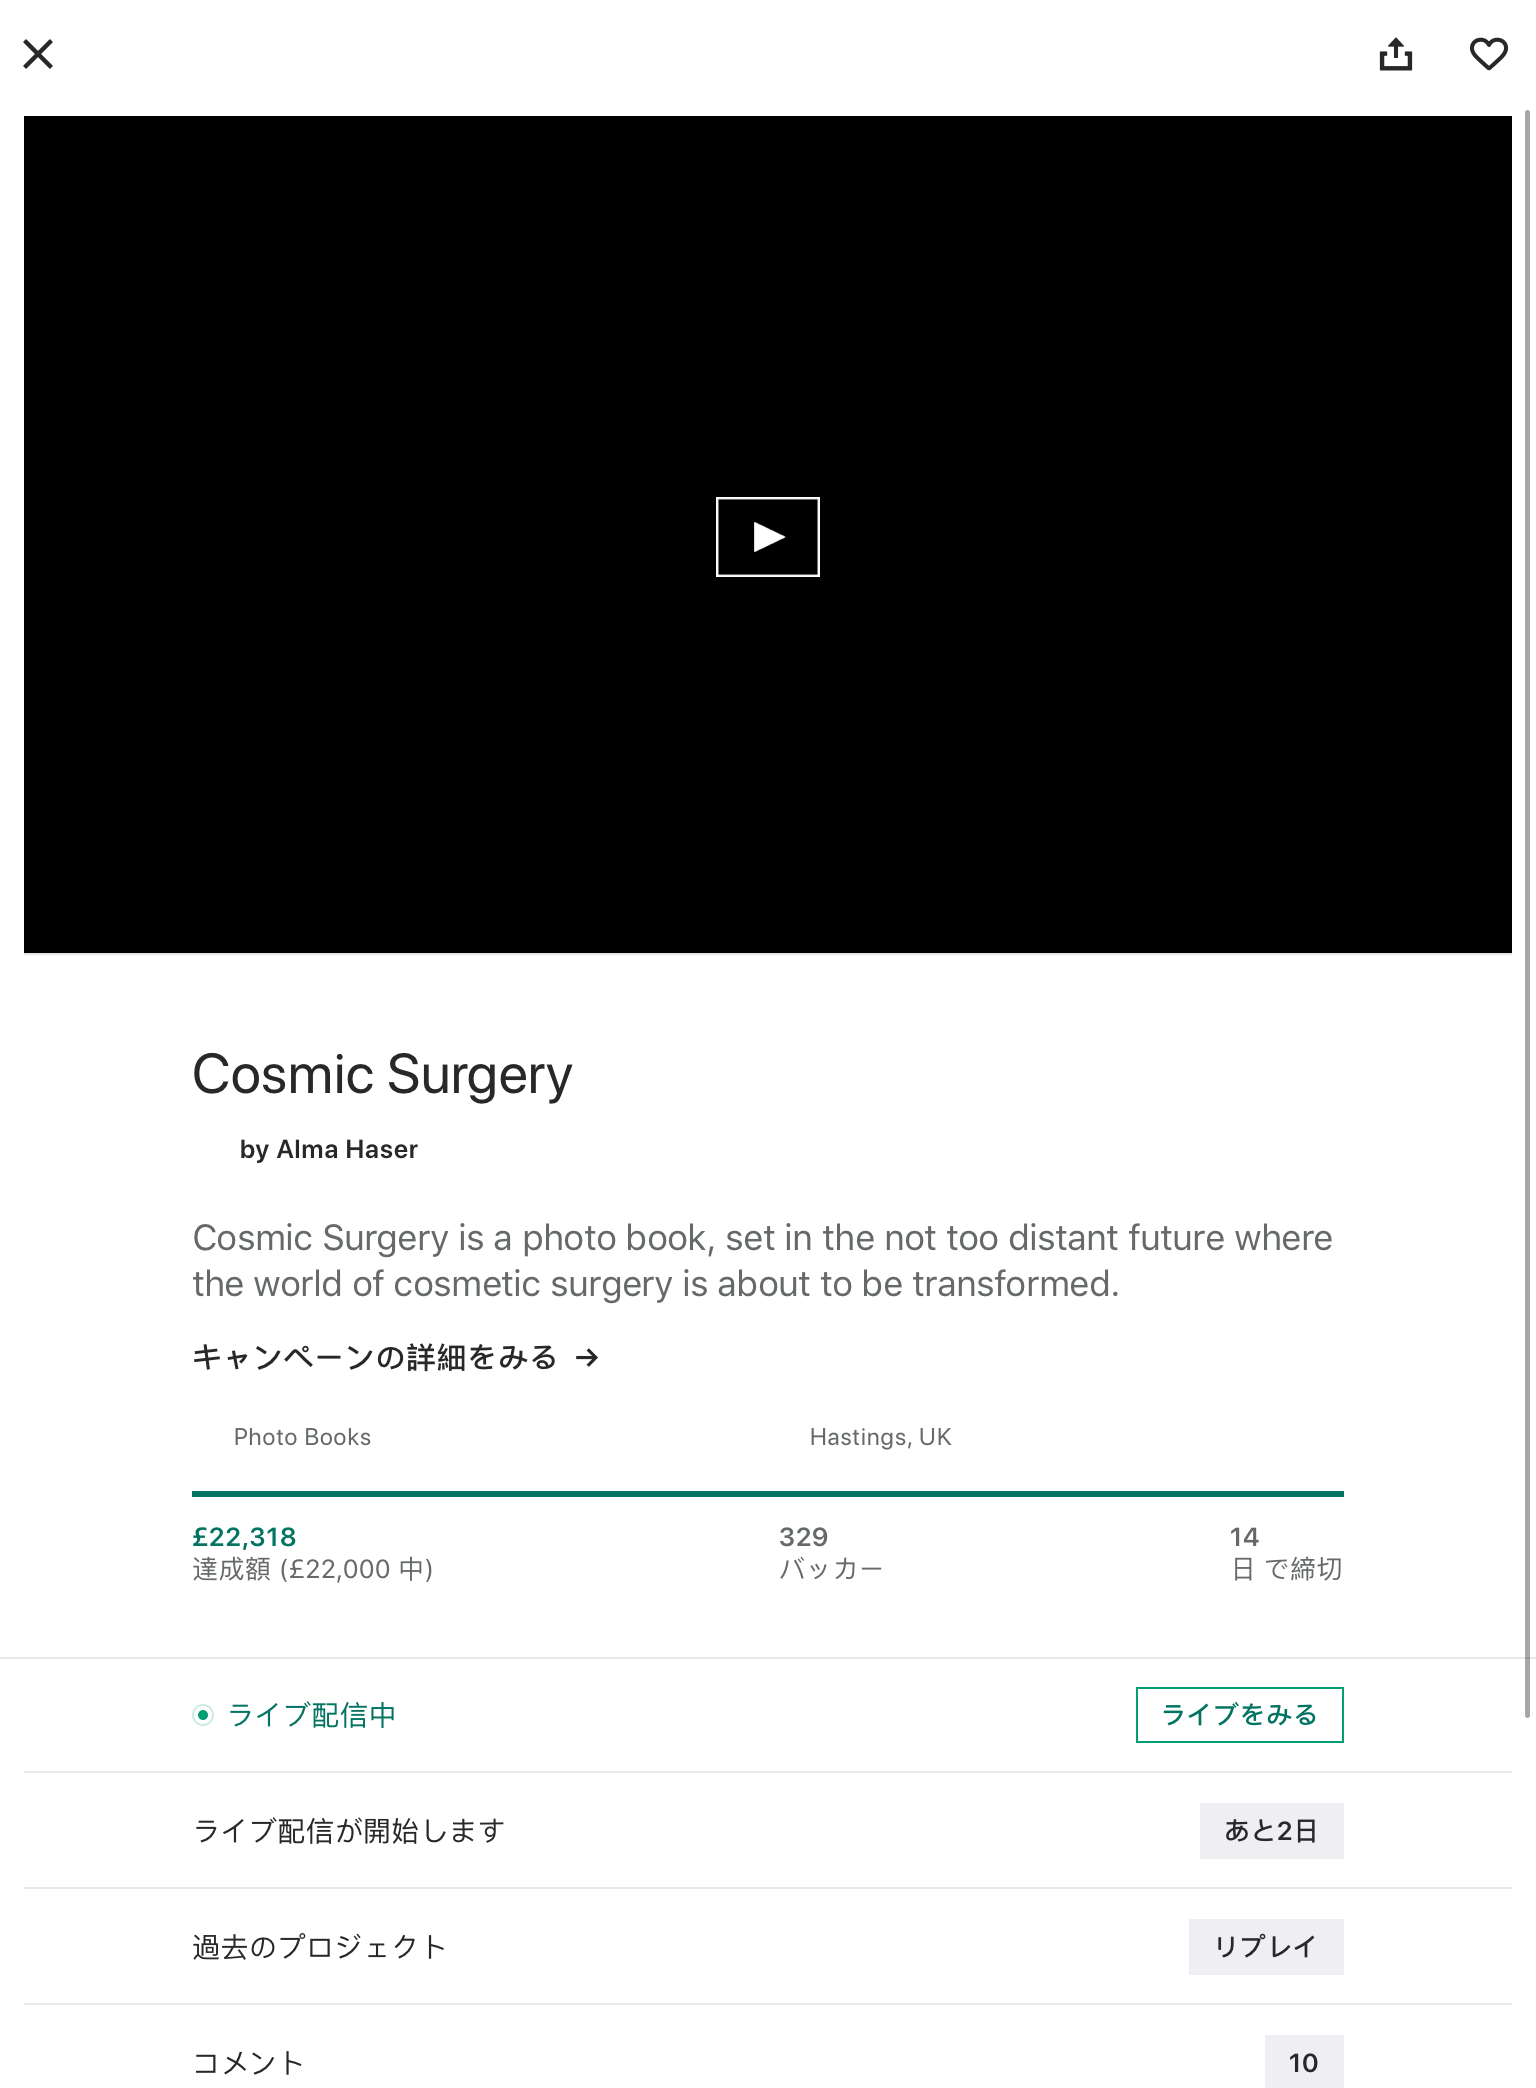 Cosmic Surgery
by Alma Haser
Cosmic Surgery is a photo book, set in the not too distant future where
the world of cosmetic surgery is about to be transformed.
キャンペーンの詳細をみる →
Photo Books
Hastings, UK
£22,318
達成額 (£22,000 中)
329
バッカー
14
日 で締切
ライブ配信中
ライブをみる
ライブ配信が開始します
あと2日
過去のプロジェクト
リプレイ
コメント
10